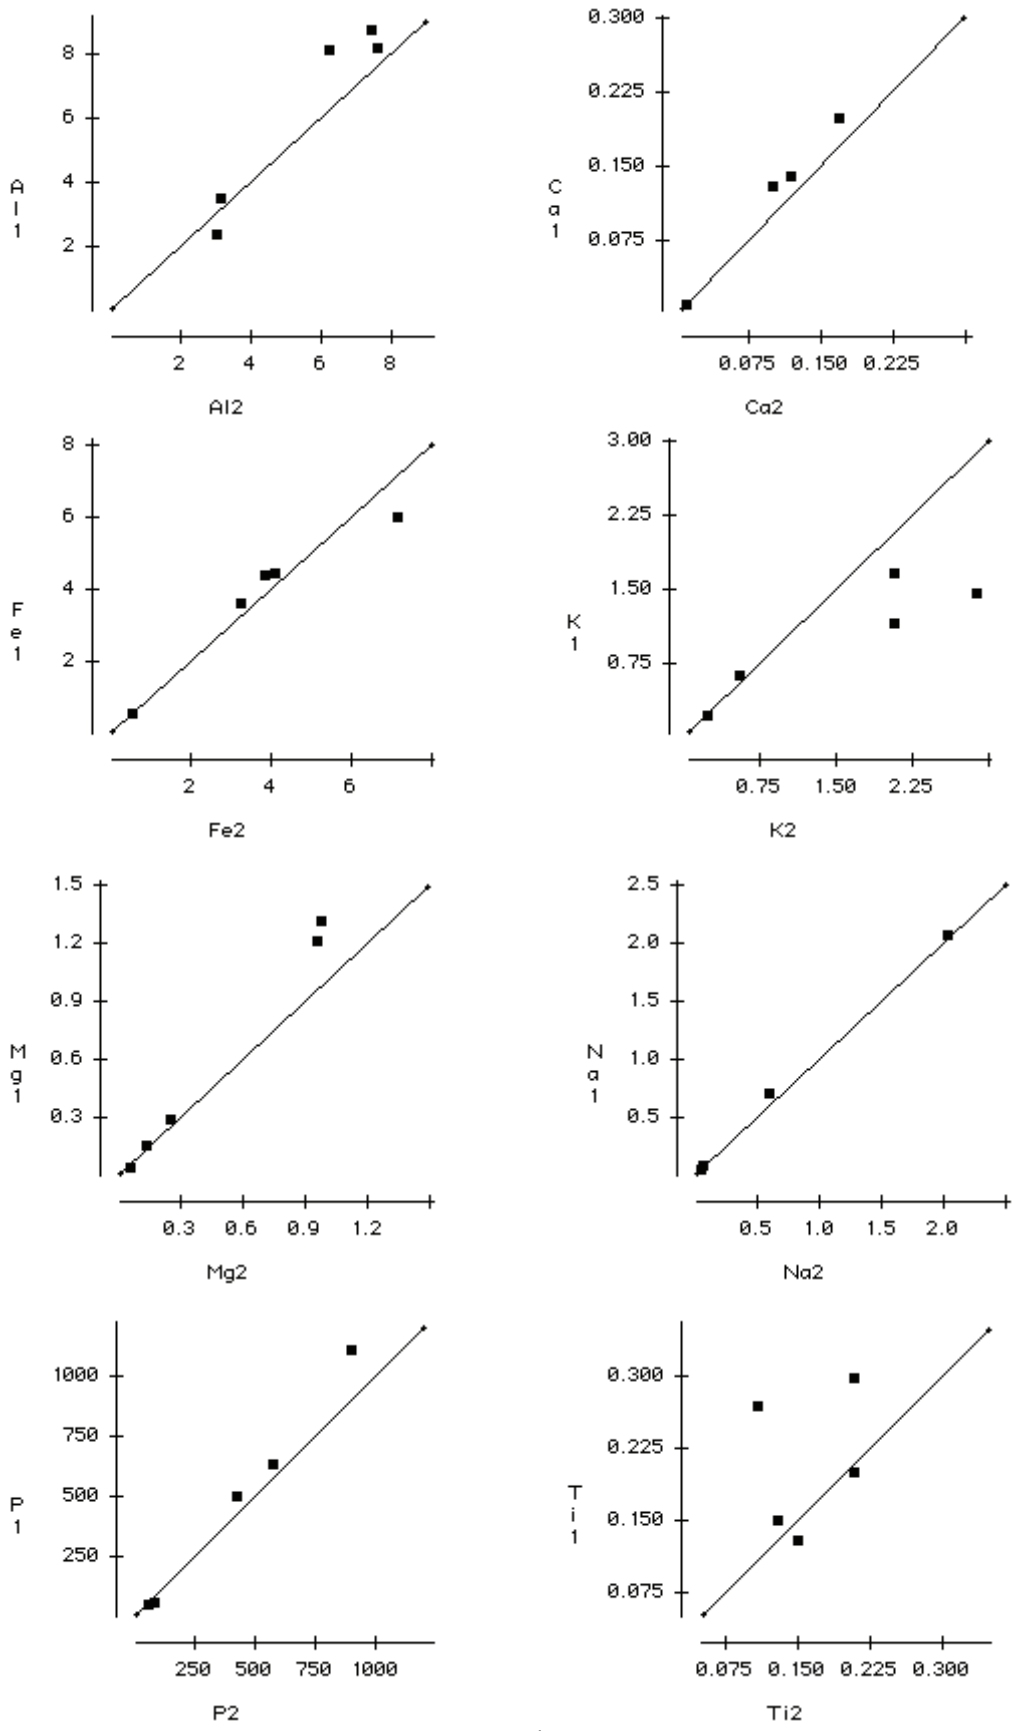 8
6
4
2
A
l
1
2 4 6 8
Al2
0.300
0.225
0.150
0.075
C
a
1
0.075 0.150 0.225
Ca2
8
6
4
2
F
e
1
2 4 6
Fe2
3.00
2.25
1.50
0.75
K
1
0.75 1.50 2.25
K2
1.5
1.2
0.9
0.6
0.3
M
g
1
0.3 0.6 0.9 1.2
Mg2
2.5
2.0
1.5
1.0
0.5
N
a
1
0.5 1.0 1.5 2.0
Na2
1000
750
500
250
P
1
250 500 750 1000
P2
0.300
0.225
0.150
0.075
T
i
1
0.075 0.150 0.225 0.300
Ti2